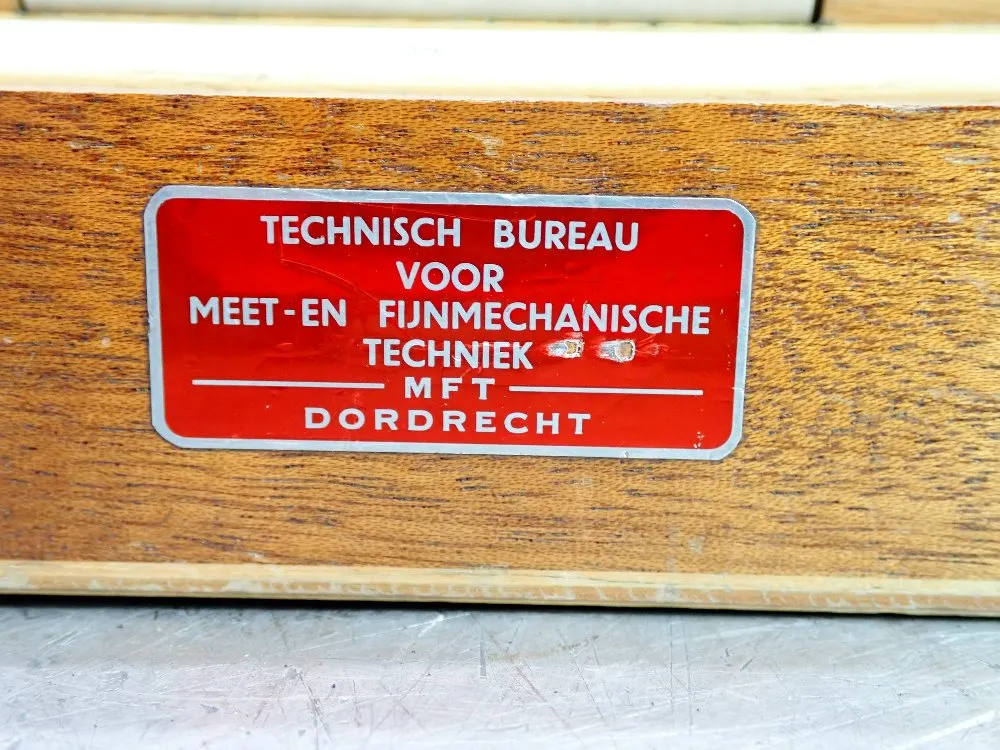 TECHNISCH BUREAU
VOOR
MEET-EN FIJNMECHANISCHE
TECHNIEK
MFT
DORDRECHT